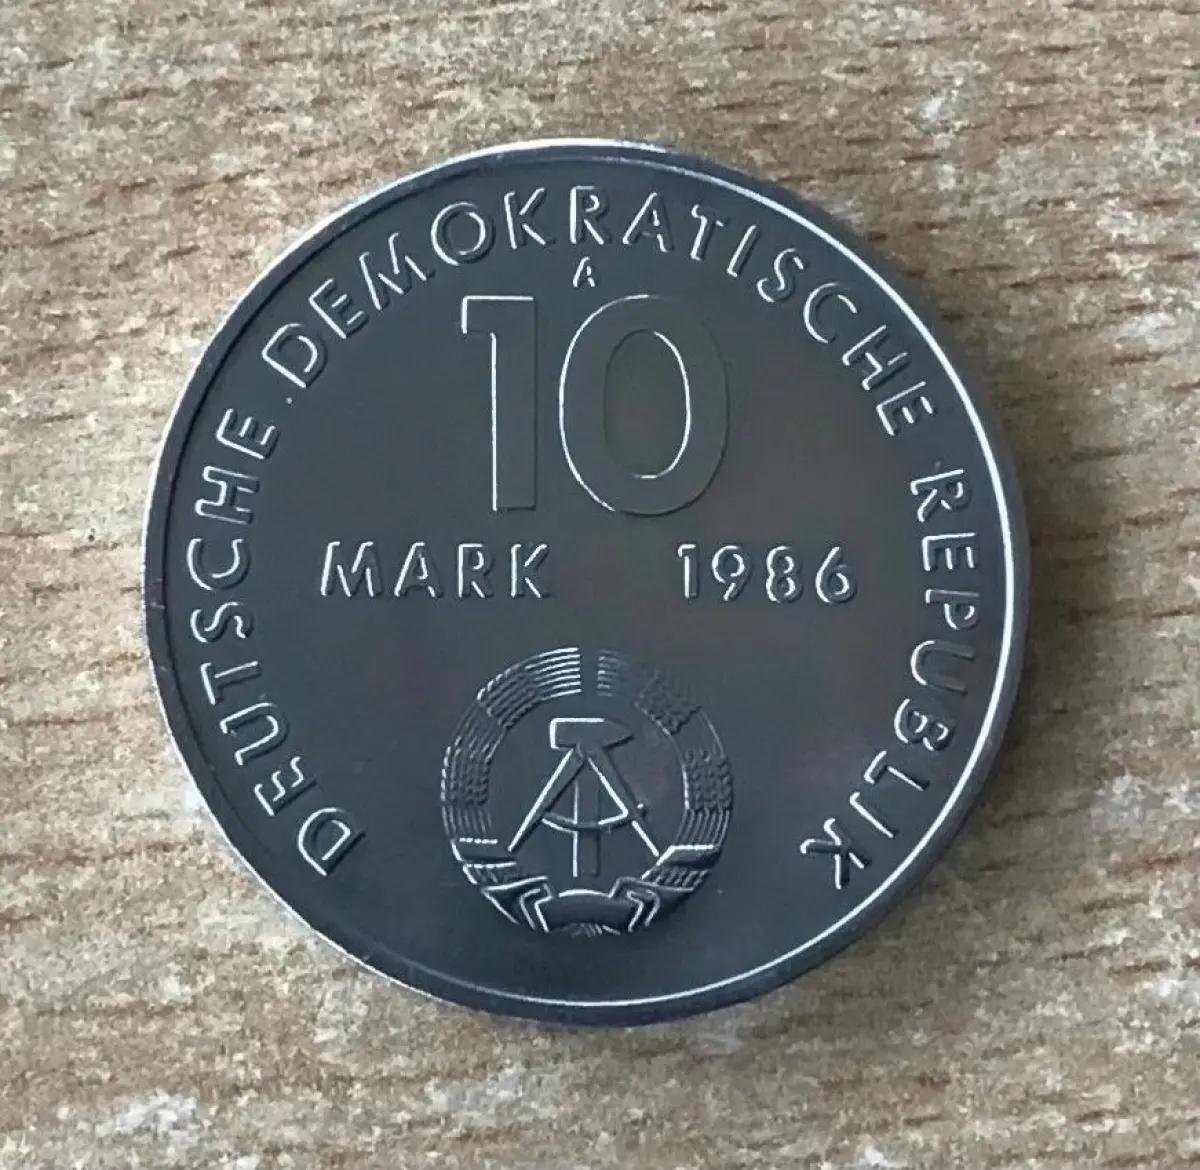 DEUTSCHE DEMOKRATISCHE REPUBLIK
A
10
MARK 1986